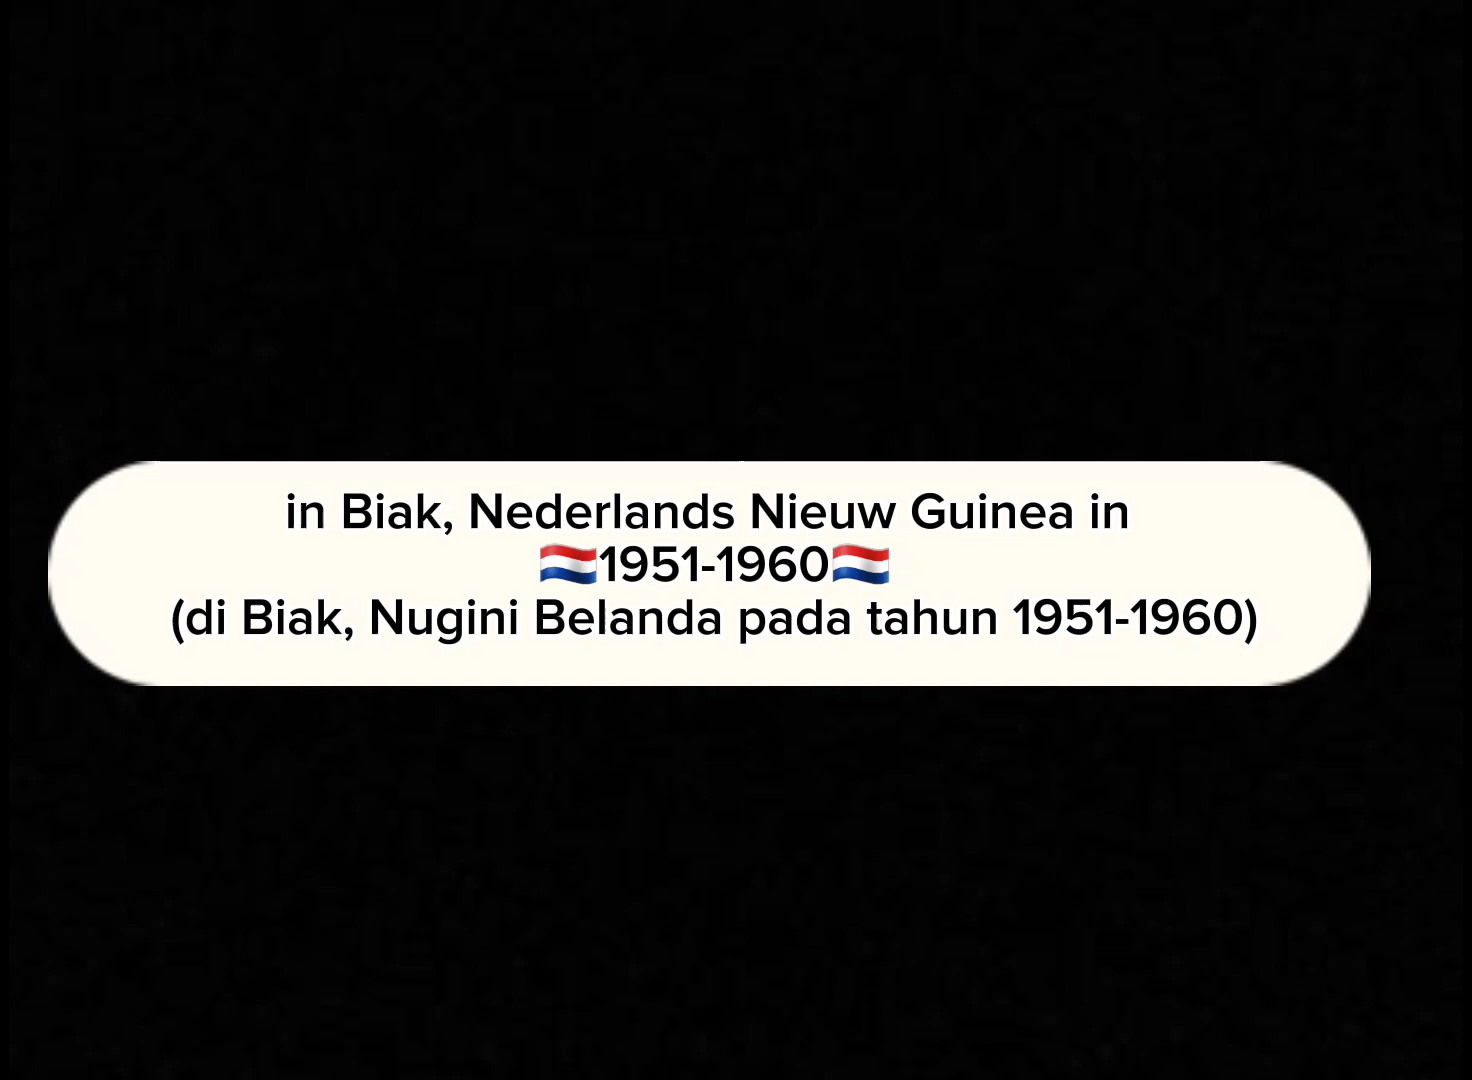 in Biak, Nederlands Nieuw Guinea in
🇳🇱1951-1960🇳🇱
(di Biak, Nugini Belanda pada tahun 1951-1960)